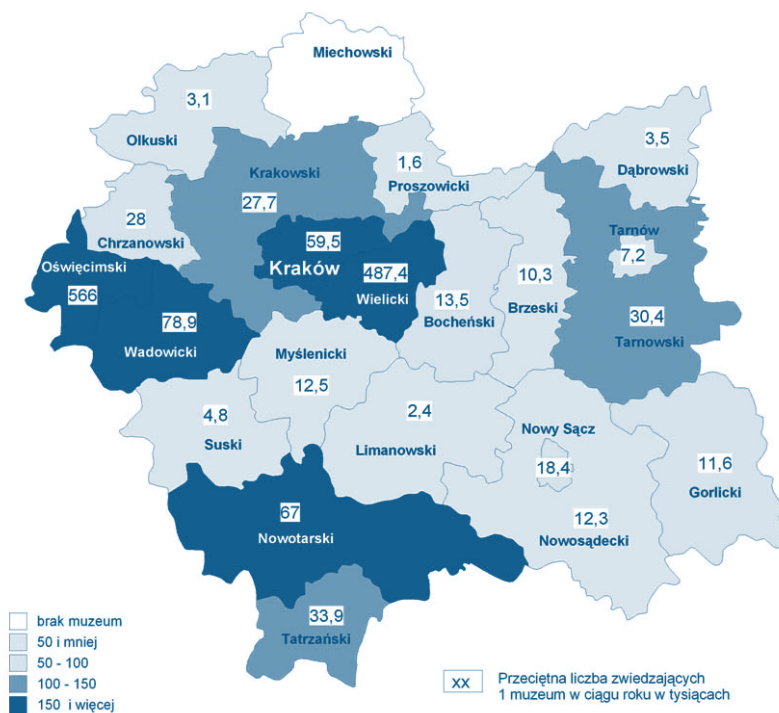 Miechowski
3,1
Olkuski
3,5
Dąbrowski
Krakowski
27,7
1,6
Proszowicki
28
Chrzanowski
Tarnów
7,2
59,5
Kraków
487,4
Wielicki
Oświęcimski
566
78,9
Wadowicki
13,5
Bocheński
10,3
Brzeski
30,4
Tarnowski
Myślenicki
12,5
4,8
Suski
2,4
Limanowski
Nowy Sącz
18,4
11,6
Gorlicki
12,3
Nowosądecki
67
Nowotarski
33,9
Tatrzański
brak muzeum
50 i mniej
50 - 100
100 - 150
150 i więcej
xx
Przeciętna liczba zwiedzających
1 muzeum w ciągu roku w tysiącach